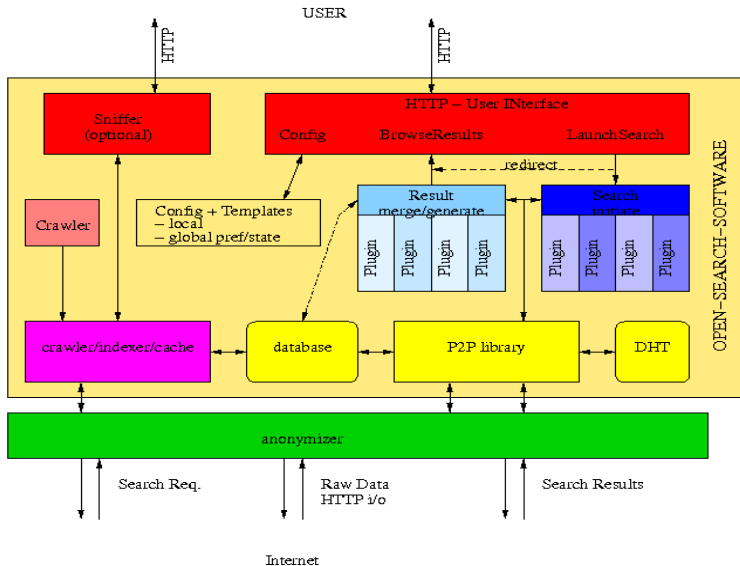 USER
HTTP
HTTP
Sniffer
(optional)
HTTP – User INterface
Config
BrowseResults
LaunchSearch
redirect
OPEN-SEARCH-SOFTWARE
Crawler
Config + Templates
– local
– global pref/state
Result
merge/generate
Search
initiate
Plugin
Plugin
Plugin
Plugin
Plugin
Plugin
Plugin
Plugin
crawler/indexer/cache
database
P2P library
DHT
anonymizer
Search Req.
Raw Data
HTTP i/o
Search Results
Internet